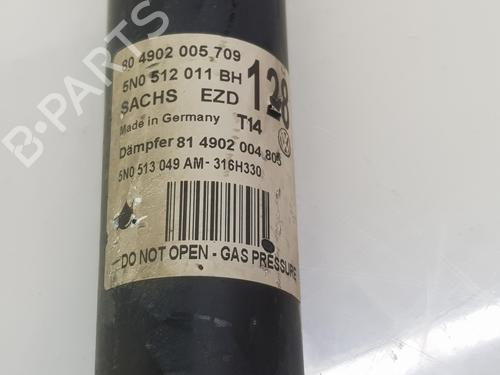 80 4902 005 709
5N0 512 011 BH
128
SACHS EZD
Made in Germany T14
Dämpfer 81 4902 004 805
5N0 513 049 AM-316H330
DO NOT OPEN - GAS PRESSURE
B-PARTS